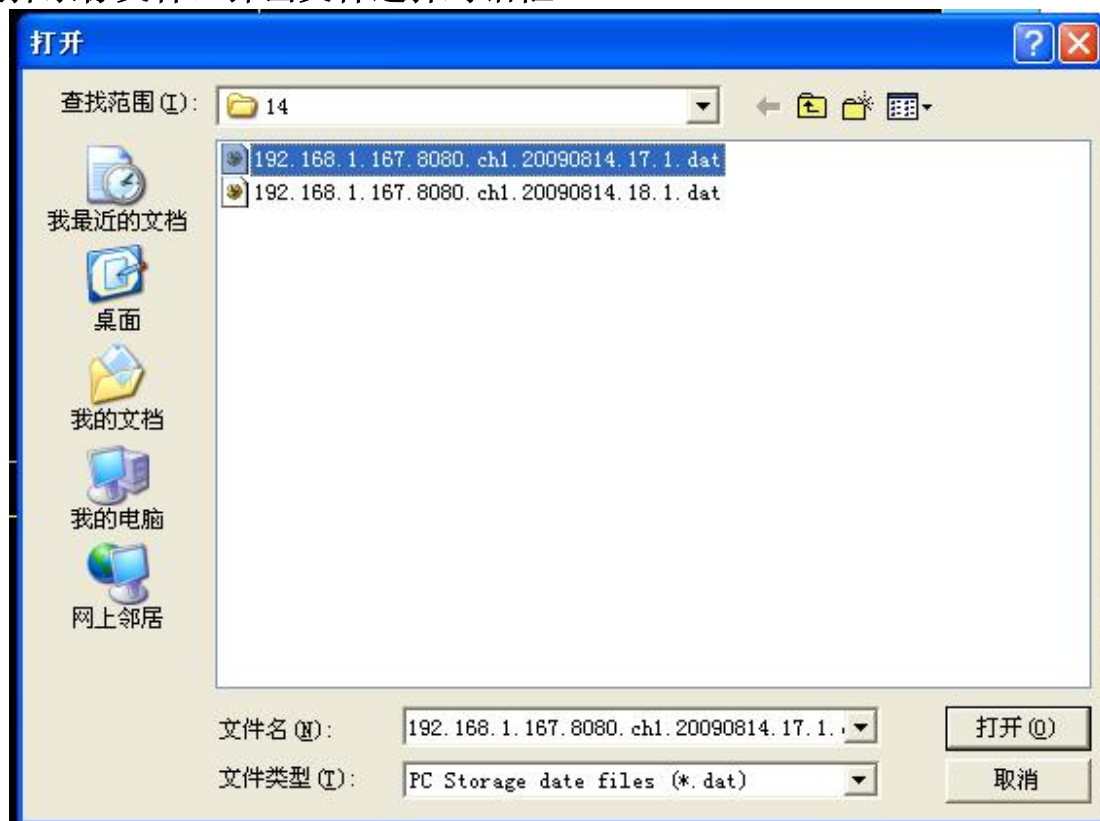 打开
查找范围(I):
14
192.168.1.167.8080.ch1.20090814.17.1.dat
192.168.1.167.8080.ch1.20090814.18.1.dat
我最近的文档
桌面
我的文档
我的电脑
网上邻居
文件名(N):
192.168.1.167.8080.ch1.20090814.17.1.
打开(O)
文件类型(T):
PC Storage date files (*.dat)
取消